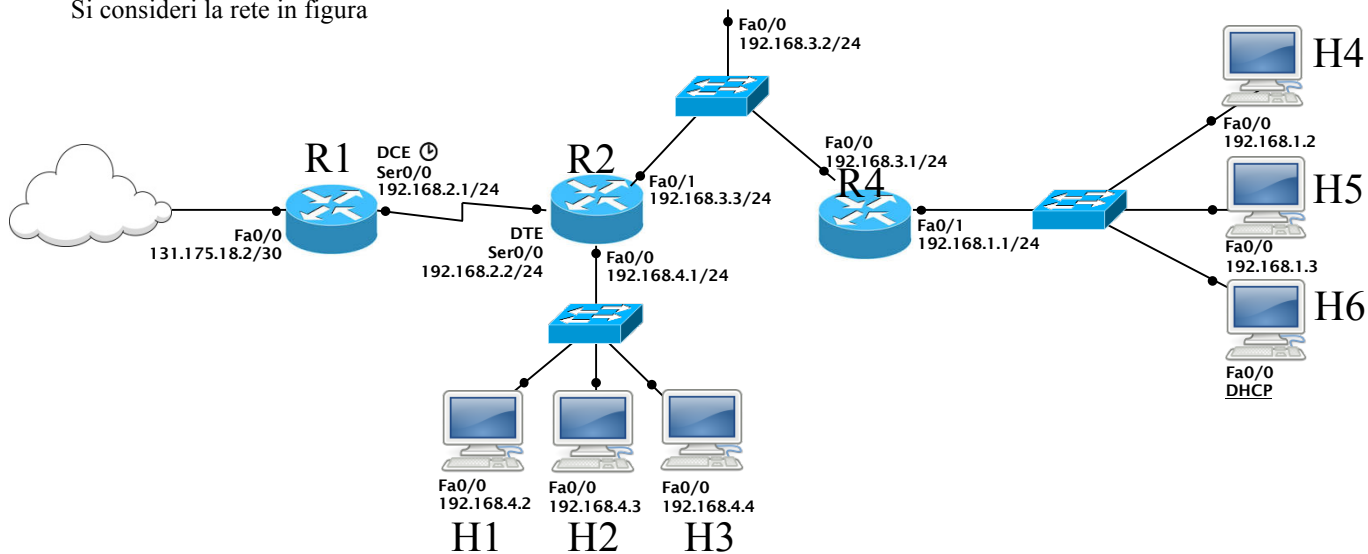 Si consideri la rete in figura
Fa0/0
192.168.3.2/24
H4
Fa0/0
192.168.1.2
R1
DCE
Ser0/0
192.168.2.1/24
R2
Fa0/1
192.168.3.3/24
Fa0/0
192.168.3.1/24
R4
H5
Fa0/0
131.175.18.2/30
DTE
Ser0/0
192.168.2.2/24
Fa0/0
192.168.4.1/24
Fa0/1
192.168.1.1/24
Fa0/0
192.168.1.3
H6
Fa0/0
DHCP
Fa0/0
192.168.4.2
Fa0/0
192.168.4.3
Fa0/0
192.168.4.4
H1
H2
H3